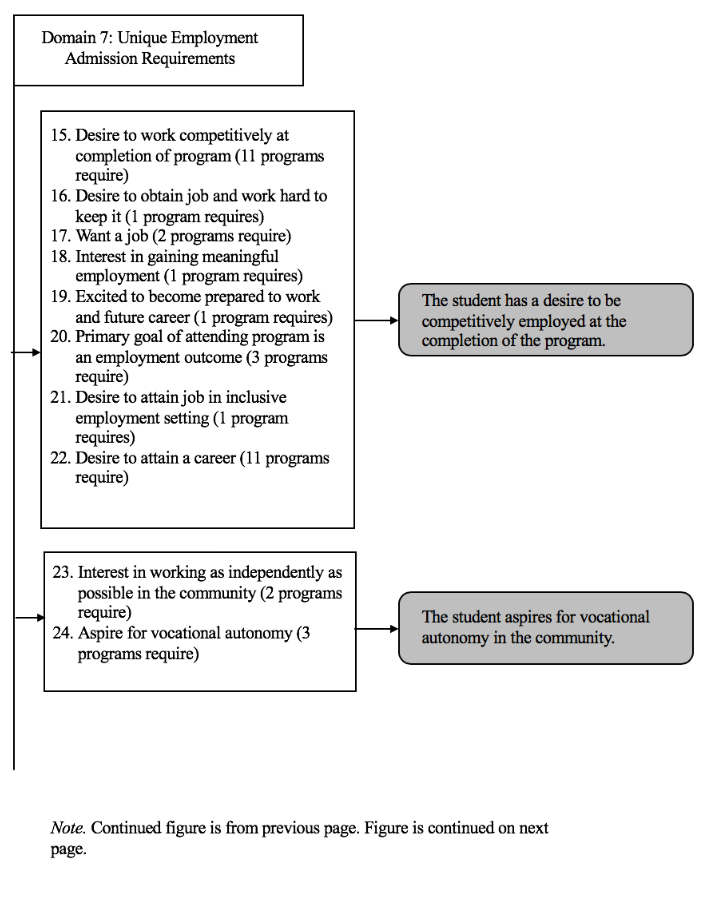 Domain 7: Unique Employment
Admission Requirements
15. Desire to work competitively at
completion of program (11 programs
require)
16. Desire to obtain job and work hard to
keep it (1 program requires)
17. Want a job (2 programs require)
18. Interest in gaining meaningful
employment (1 program requires)
19. Excited to become prepared to work
and future career (1 program requires)
20. Primary goal of attending program is
an employment outcome (3 programs
require)
21. Desire to attain job in inclusive
employment setting (1 program
requires)
22. Desire to attain a career (11 programs
require)
The student has a desire to be
competitively employed at the
completion of the program.
23. Interest in working as independently as
possible in the community (2 programs
require)
24. Aspire for vocational autonomy (3
programs require)
The student aspires for vocational
autonomy in the community.
Note. Continued figure is from previous page. Figure is continued on next
page.